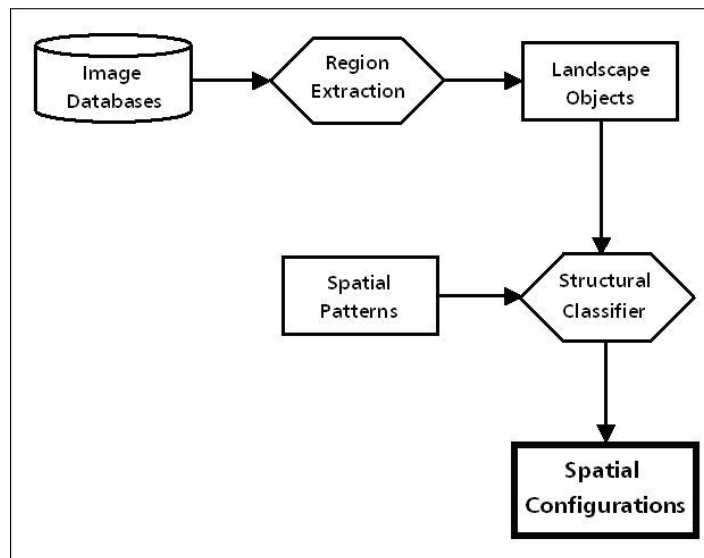 Image
Databases
Region
Extraction
Landscape
Objects
Spatial
Patterns
Structural
Classifier
Spatial
Configurations